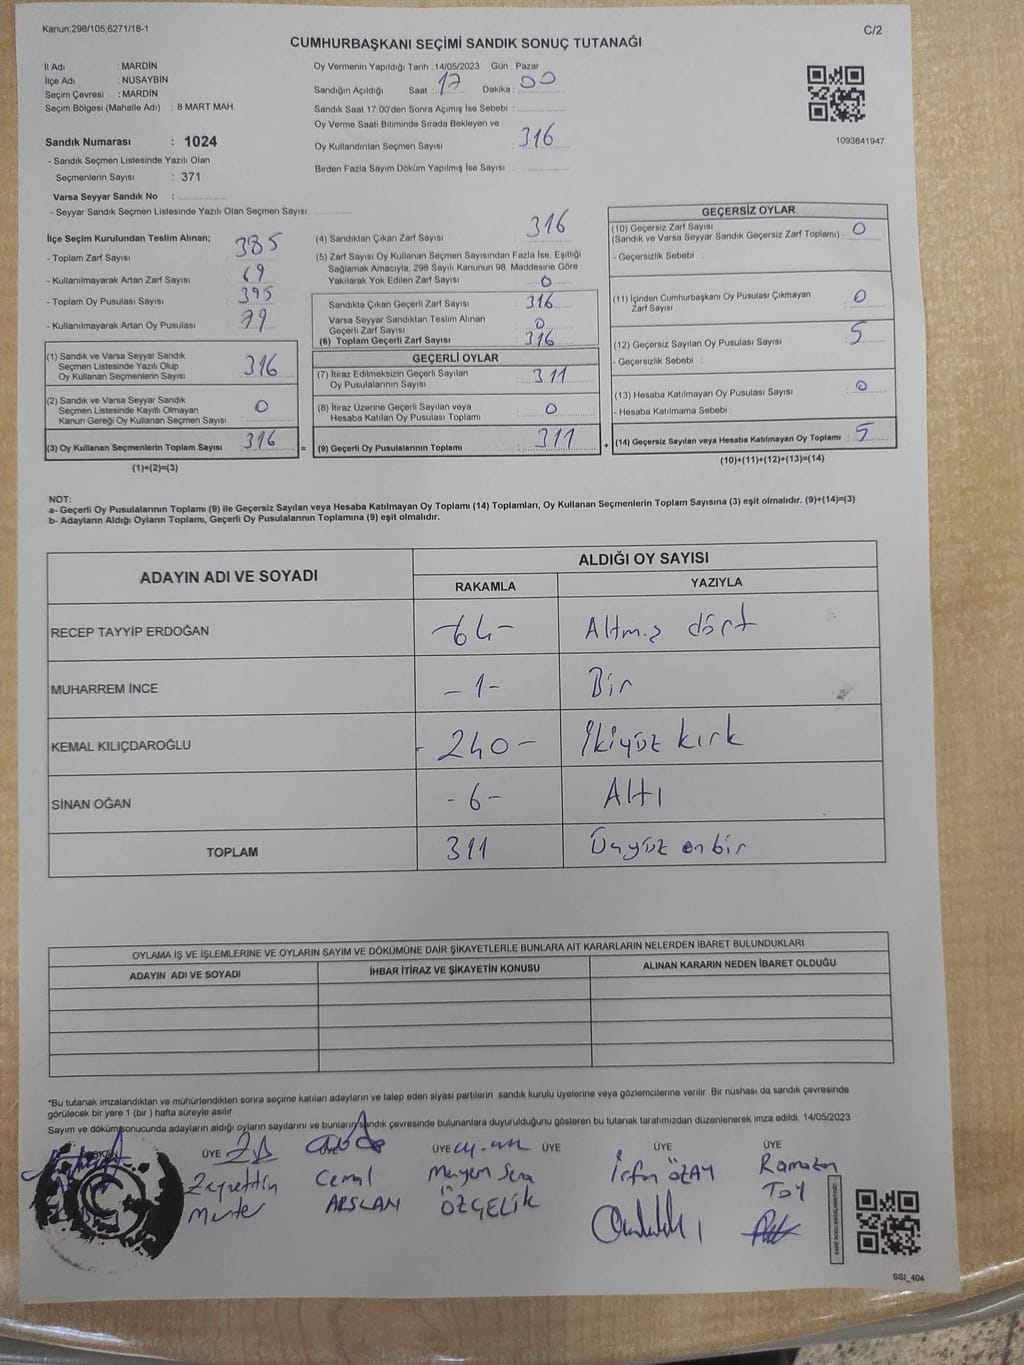 Kanun;298/105;6271/18-1
C/2
CUMHURBAŞKANI SEÇİMİ SANDIK SONUÇ TUTANAĞI
İl Adı : MARDİN
İlçe Adı : NUSAYBİN
Seçim Çevresi : MARDİN
Seçim Bölgesi (Mahalle Adı) : 8 MART MAH.
Sandık Numarası : 1024
- Sandık Seçmen Listesinde Yazılı Olan
Seçmenlerin Sayısı : 371
Varsa Seyyar Sandık No :
- Seyyar Sandık Seçmen Listesinde Yazılı Olan Seçmen Sayısı:
Oy Vermenin Yapıldığı Tarih : 14/05/2023 Gün : Pazar
Sandığın Açıldığı Saat : 17 Dakika : 00
Sandık Saat 17:00'den Sonra Açımış İse Sebebi :
Oy Verme Saati Bitiminde Sırada Bekleyen ve
Oy Kullandırılan Seçmen Sayısı : 316
Birden Fazla Sayım Döküm Yapılmış İse Sayısı :
1093841947
İlçe Seçim Kurulundan Teslim Alınan;
- Toplam Zarf Sayısı : 385
- Kullanılmayarak Artan Zarf Sayısı : 69
- Toplam Oy Pusulası Sayısı : 395
- Kullanılmayarak Artan Oy Pusulası : 79
(1) Sandık ve Varsa Seyyar Sandık
Seçmen Listesinde Yazılı Olup
Oy Kullanan Seçmenlerin Sayısı : 316
(2) Sandık ve Varsa Seyyar Sandık
Seçmen Listesinde Kayıtlı Olmayan
Kanun Gereği Oy Kullanan Seçmen Sayısı : 0
(3) Oy Kullanan Seçmenlerin Toplam Sayısı : 316
(1)+(2)=(3)
=
(4) Sandıktan Çıkan Zarf Sayısı : 316
(5) Zarf Sayısı Oy Kullanan Seçmen Sayısından Fazla İse, Eşitliği
Sağlamak Amacıyla, 298 Sayılı Kanunun 98. Maddesine Göre
Yakılarak Yok Edilen Zarf Sayısı : 0
Sandıkta Çıkan Geçerli Zarf Sayısı : 316
Varsa Seyyar Sandıktan Teslim Alınan
Geçerli Zarf Sayısı : 0
(6) Toplam Geçerli Zarf Sayısı : 316
GEÇERLİ OYLAR
(7) İtiraz Edilmeksizin Geçerli Sayılan
Oy Pusulalarının Sayısı : 311
(8) İtiraz Üzerine Geçerli Sayılan veya
Hesaba Katılan Oy Pusulası Toplamı : 0
(9) Geçerli Oy Pusulalarının Toplamı : 311
+
GEÇERSİZ OYLAR
(10) Geçersiz Zarf Sayısı
(Sandık ve Varsa Seyyar Sandık Geçersiz Zarf Toplamı) : 0
- Geçersizlik Sebebi :
(11) İçinden Cumhurbaşkanı Oy Pusulası Çıkmayan
Zarf Sayısı : 0
(12) Geçersiz Sayılan Oy Pusulası Sayısı : 5
- Geçersizlik Sebebi :
(13) Hesaba Katılmayan Oy Pusulası Sayısı : 0
- Hesaba Katılmama Sebebi :
(14) Geçersiz Sayılan veya Hesaba Katılmayan Oy Toplamı : 5
(10)+(11)+(12)+(13)=(14)
NOT:
a- Geçerli Oy Pusulalarının Toplamı (9) ile Geçersiz Sayılan veya Hesaba Katılmayan Oy Toplamı (14) Toplamları, Oy Kullanan Seçmenlerin Toplam Sayısına (3) eşit olmalıdır. (9)+(14)=(3)
b- Adayların Aldığı Oyların Toplamı, Geçerli Oy Pusulalarının Toplamına (9) eşit olmalıdır.
ADAYIN ADI VE SOYADI
ALDIĞI OY SAYISI
RAKAMLA YAZIYLA
RECEP TAYYİP ERDOĞAN -64- Altmış dört
MUHARREM İNCE -1- Bir
KEMAL KILIÇDAROĞLU -240- İkiyüz kırk
SİNAN OĞAN -6- Altı
TOPLAM 311 Üçyüz onbir
OYLAMA İŞ VE İŞLEMLERİNE VE OYLARIN SAYIM VE DÖKÜMÜNE DAİR ŞİKAYETLERLE BUNLARA AİT KARARLARIN NELERDEN İBARET BULUNDUKLARI
ADAYIN ADI VE SOYADI İHBAR İTİRAZ VE ŞİKAYETİN KONUSU ALINAN KARARIN NEDEN İBARET OLDUĞU
*Bu tutanak imzalandıktan ve mühürlendikten sonra seçime katılan adayların ve talep eden siyasi partilerin sandık kurulu üyelerine veya gözlemcilerine verilir. Bir nüshası da sandık çevresinde
görülecek bir yere 1 (bir ) hafta süreyle asılır.
Sayım ve dökümsonucunda adayların aldığı oyların sayılarını ve bunların sandık çevresinde bulunanlara duyurulduğunu gösteren bu tutanak tarafımızdan düzenlenerek imza edildi. 14/05/2023
ÜYE ÜYE ÜYE ÜYE ÜYE
Zeyrettin
Cemal
ARSLAN
Meryem Sena
ÖZÇELİK
İrfan ÖZAY
Ramazan
TOY
SSI_404